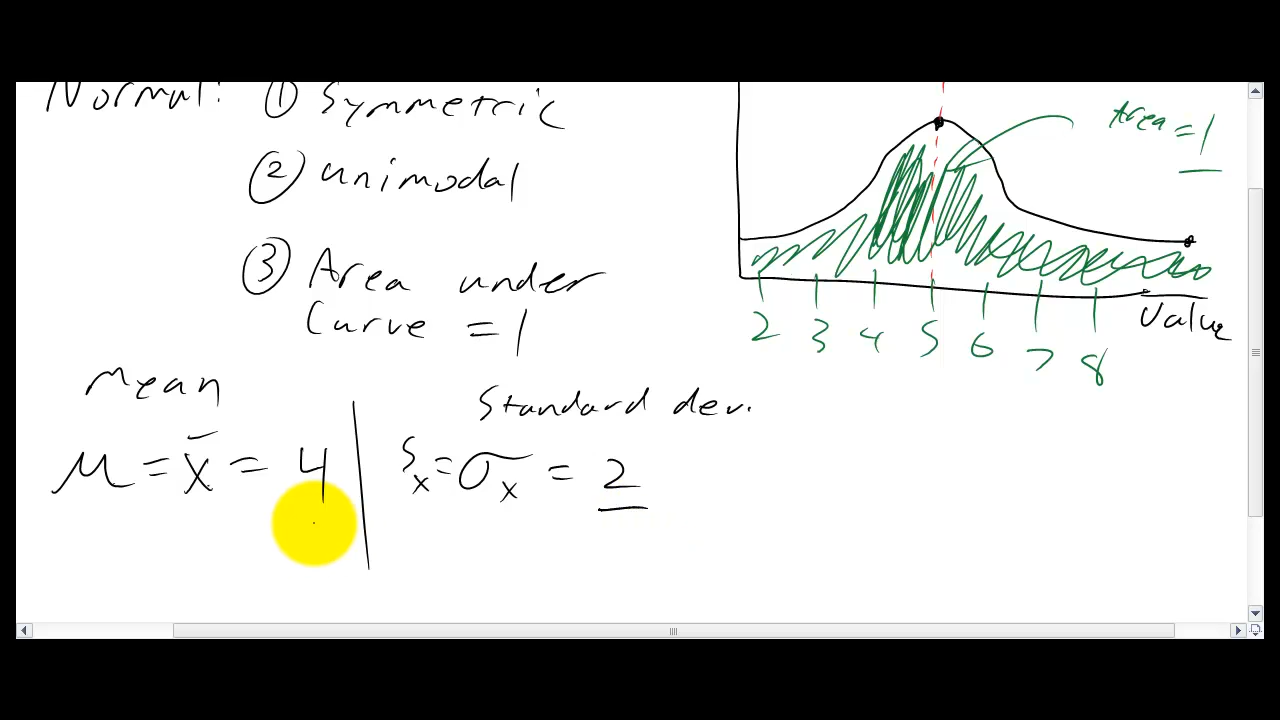 Normal: ① Symmetric
② unimodal
③ Area under
Curve = 1
Area = 1
2 3 4 5 6 7 8
Value
mean
μ = x̄ = 4
Standard dev.
Sₓ = σₓ = 2